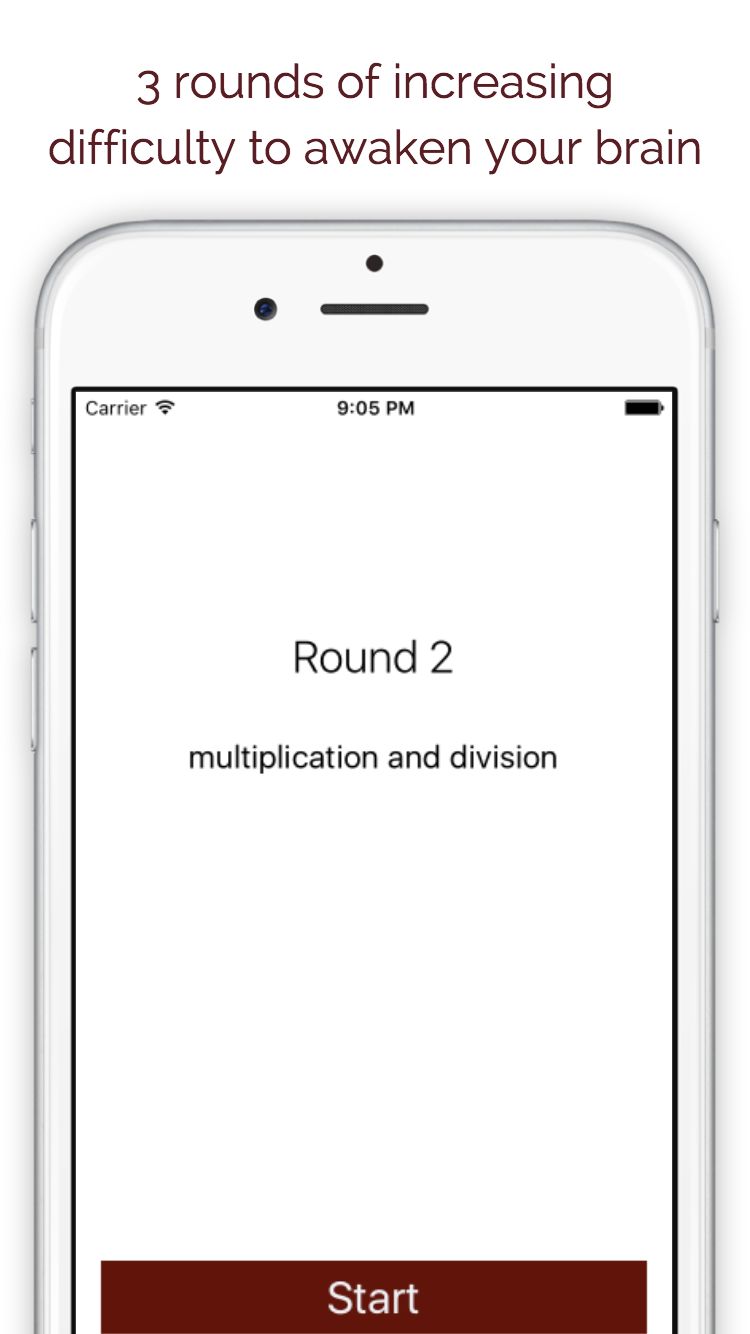 3 rounds of increasing
difficulty to awaken your brain
Carrier 9:05 PM
Round 2
multiplication and division
Start